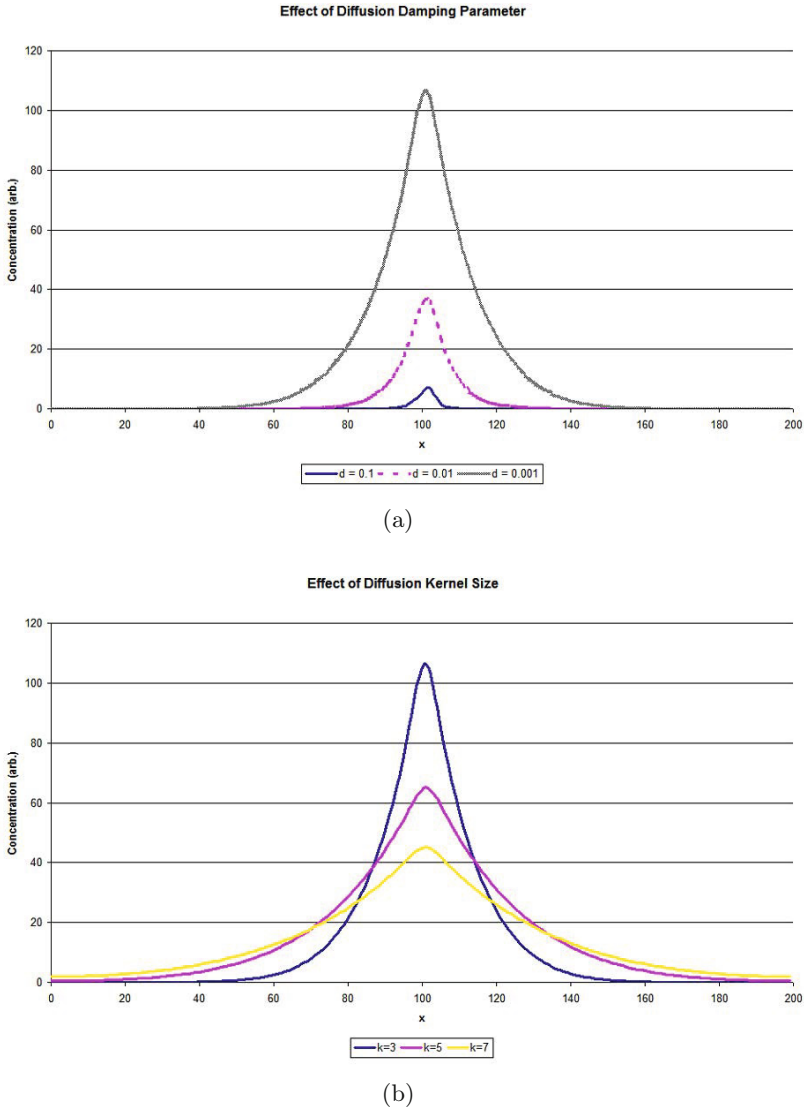 Effect of Diffusion Damping Parameter
120
100
80
60
40
20
0
Concentration (arb.)
0 20 40 60 80 100 120 140 160 180 200
x
d = 0.1 d = 0.01 d = 0.001
(a)
Effect of Diffusion Kernel Size
120
100
80
60
40
20
0
Concentration (arb.)
0 20 40 60 80 100 120 140 160 180 200
x
k=3 k=5 k=7
(b)